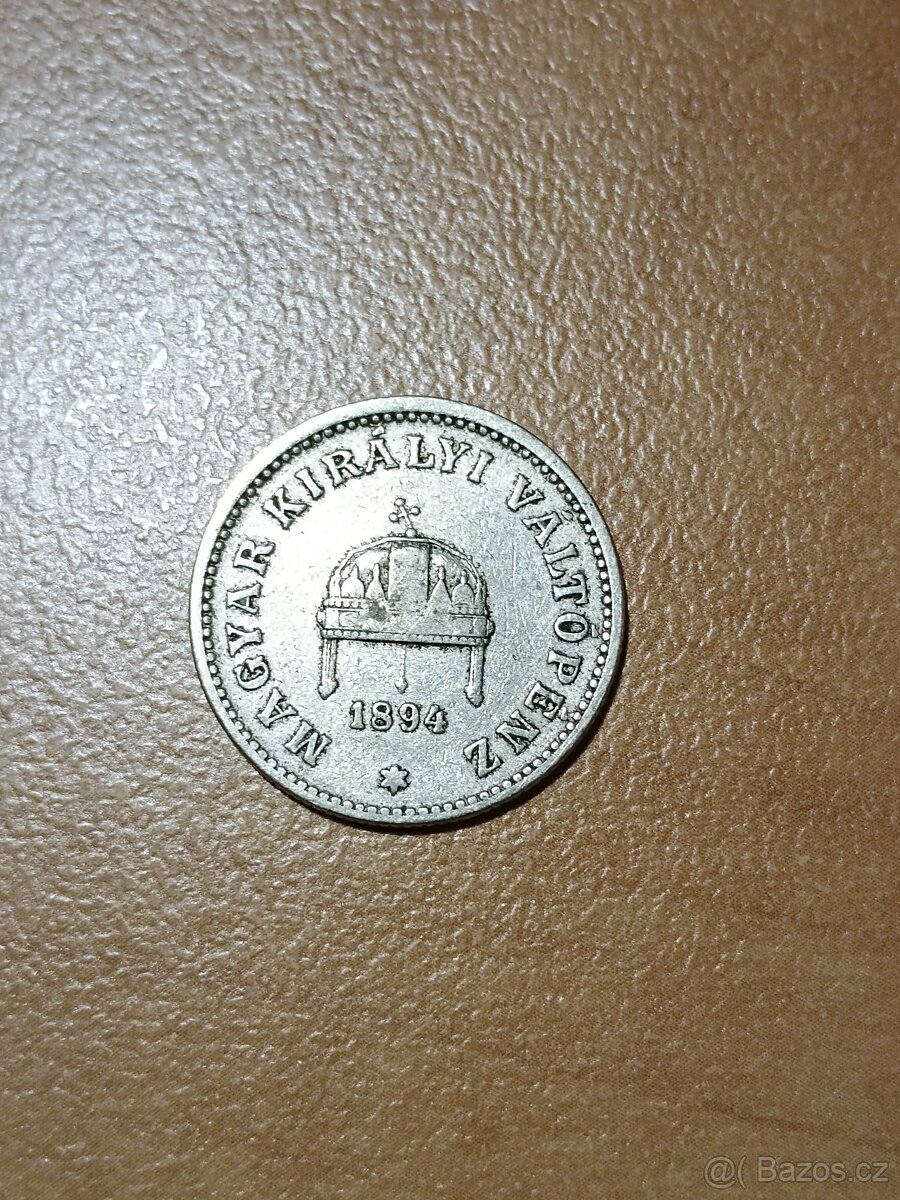 MAGYAR KIRÁLYI VÁLTÓPÉNZ
1894
@( Bazos.cz